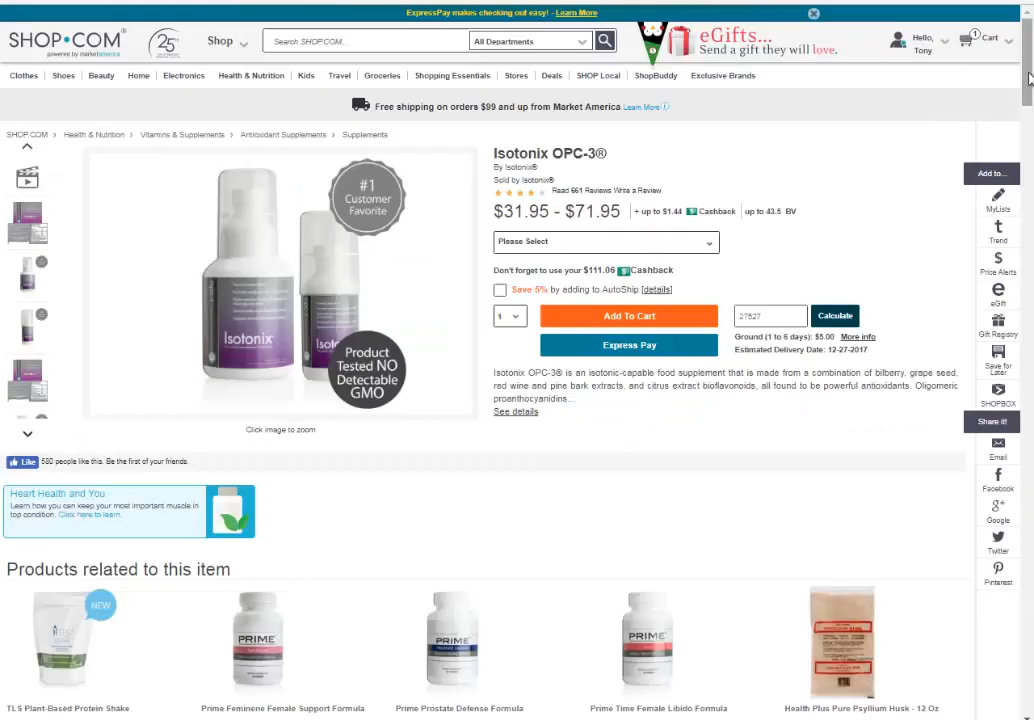 ExpressPay makes checking out easy! - Learn More
SHOP•COM®
powered by marketamerica
25
Shop
Search SHOP.COM...
All Departments
eGifts...
Send a gift they will love.
Hello,
Tony
1
Cart
Clothes Shoes Beauty Home Electronics Health & Nutrition Kids Travel Groceries Shopping Essentials Stores Deals SHOP Local ShopBuddy Exclusive Brands
Free shipping on orders $99 and up from Market America Learn More
SHOP.COM > Health & Nutrition > Vitamins & Supplements > Antioxidant Supplements > Supplements
#1
Customer
Favorite
Isotonix
Product
Tested NO
Detectable
GMO
Click image to zoom
Isotonix OPC-3®
By Isotonix®
Sold by Isotonix®
Read 661 Reviews Write a Review
$31.95 - $71.95 + up to $1.44 Cashback up to 43.5 BV
Please Select
Don't forget to use your $111.06 Cashback
Save 5% by adding to AutoShip [details]
1
Add To Cart
27527
Calculate
Express Pay
Ground (1 to 6 days): $5.00 More info
Estimated Delivery Date: 12-27-2017
Isotonix OPC-3® is an isotonic-capable food supplement that is made from a combination of bilberry, grape seed,
red wine and pine bark extracts, and citrus extract bioflavonoids, all found to be powerful antioxidants. Oligomeric
proanthocyanidins...
See details
Add to...
MyLists
t
Trend
$
Price Alerts
e
eGift
Gift Registry
Save for
Later
SHOPBOX
Share it!
Email
f
Facebook
g+
Google
Twitter
Pinterest
Like 580 people like this. Be the first of your friends.
Heart Health and You
Learn how you can keep your most important muscle in
top condition. Click here to learn.
Products related to this item
NEW
TLS
PRIME
PRIME
PRIME
TLS Plant-Based Protein Shake
Prime Feminene Female Support Formula
Prime Prostate Defense Formula
Prime Time Female Libido Formula
Health Plus Pure Psyllium Husk - 12 Oz